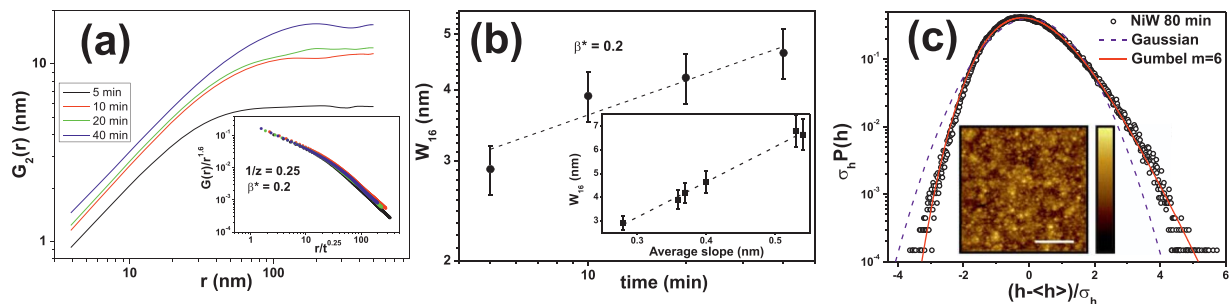 (a)
G₂(r) (nm)
10
1
5 min
10 min
20 min
40 min
10
100
r (nm)
G(r)/r^1.6
10^-1
10^-2
10^-3
10^-4
1/z = 0.25
β* = 0.2
1
10
100
r/t^0.25
(b)
W₁₆ (nm)
5
4
3
2
β* = 0.2
10
time (min)
W₁₆ (nm)
7
6
5
4
3
0.3
0.4
0.5
Average slope (nm)
(c)
σₕP(h)
10^-1
10^-2
10^-3
10^-4
NiW 80 min
Gaussian
Gumbel m=6
-4
-2
0
2
4
6
(h-<h>)/σₕ